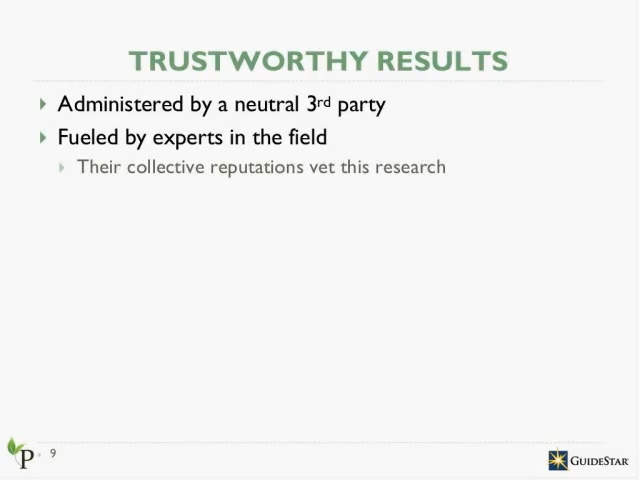 TRUSTWORTHY RESULTS
Administered by a neutral 3rd party
Fueled by experts in the field
Their collective reputations vet this research
P
9
GUIDESTAR